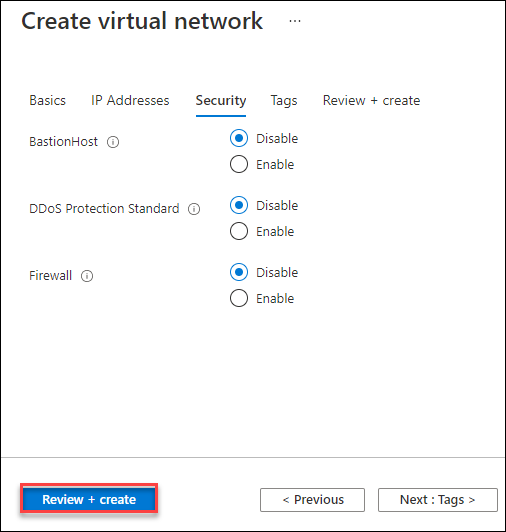 Create virtual network ...
Basics IP Addresses Security Tags Review + create
BastionHost Disable
Enable
DDoS Protection Standard Disable
Enable
Firewall Disable
Enable
Review + create < Previous Next : Tags >